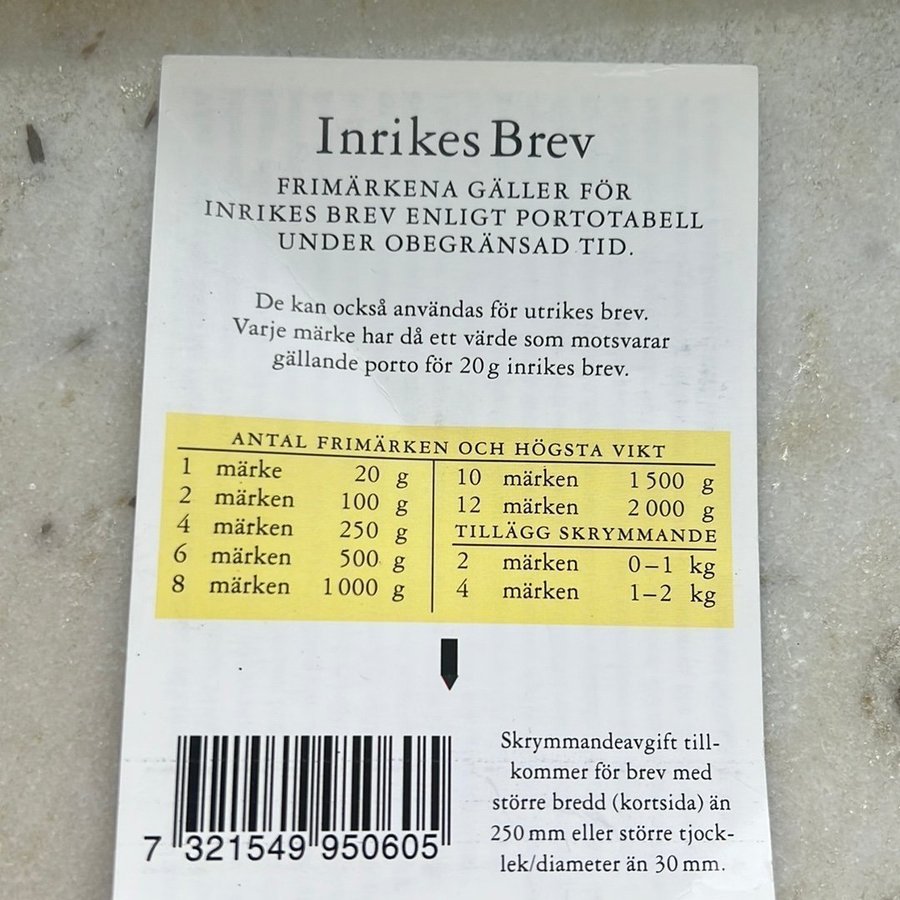 Inrikes Brev
FRIMÄRKENA GÄLLER FÖR
INRIKES BREV ENLIGT PORTOTABELL
UNDER OBEGRÄNSAD TID.
De kan också användas för utrikes brev.
Varje märke har då ett värde som motsvarar
gällande porto för 20 g inrikes brev.
ANTAL FRIMÄRKEN OCH HÖGSTA VIKT
1 märke 20 g
2 märken 100 g
4 märken 250 g
6 märken 500 g
8 märken 1 000 g
10 märken 1 500 g
12 märken 2 000 g
TILLÄGG SKRYMMANDE
2 märken 0–1 kg
4 märken 1–2 kg
7 321549 950605
Skrymmandeavgift till-
kommer för brev med
större bredd (kortsida) än
250 mm eller större tjock-
lek/diameter än 30 mm.